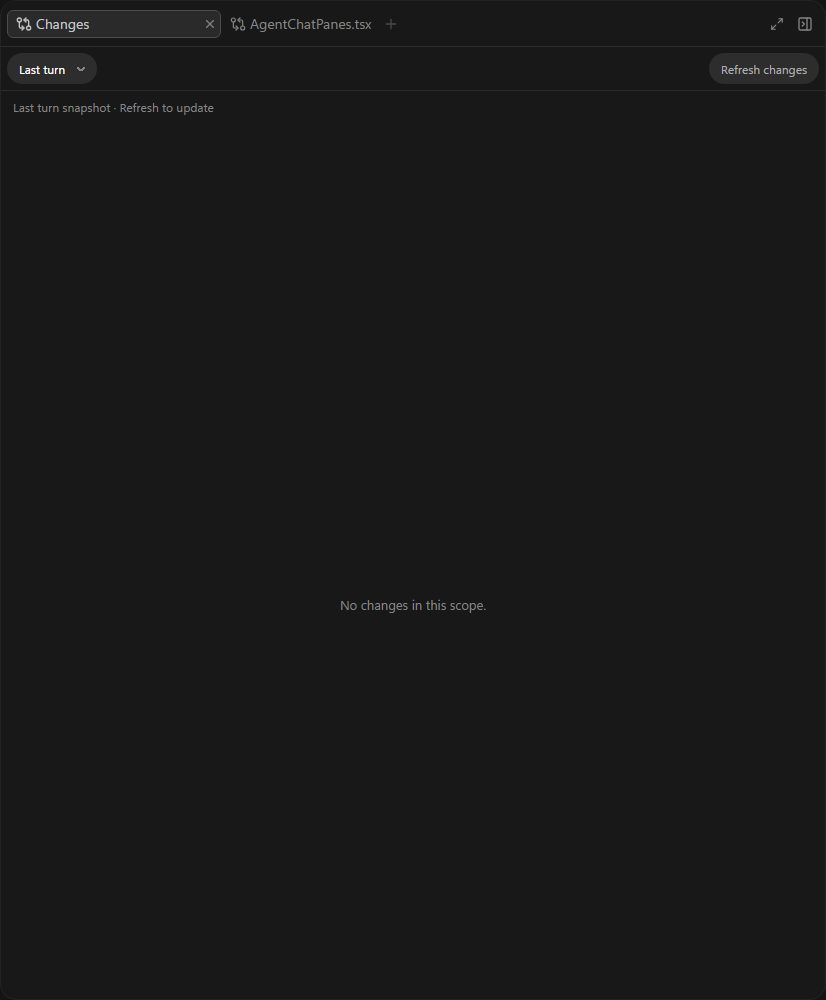 Changes
AgentChatPanes.tsx
Last turn
Refresh changes
Last turn snapshot · Refresh to update
No changes in this scope.